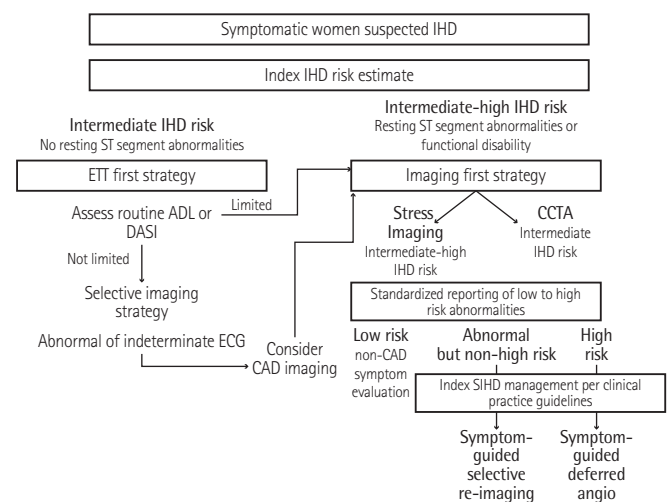 Symptomatic women suspected IHD
Index IHD risk estimate
Intermediate IHD risk
No resting ST segment abnormalities
ETT first strategy
Intermediate-high IHD risk
Resting ST segment abnormalities or
functional disability
Imaging first strategy
Assess routine ADL or
DASI
Limited
Not limited
Selective imaging
strategy
Abnormal of indeterminate ECG
Consider
CAD imaging
Stress
Imaging
Intermediate-high
IHD risk
CCTA
Intermediate
IHD risk
Standardized reporting of low to high
risk abnormalities
Low risk
non-CAD
symptom
evaluation
Abnormal
but non-high risk
High
risk
Index SIHD management per clinical
practice guidelines
Symptom-
guided
selective
re-imaging
Symptom-
guided
deferred
angio